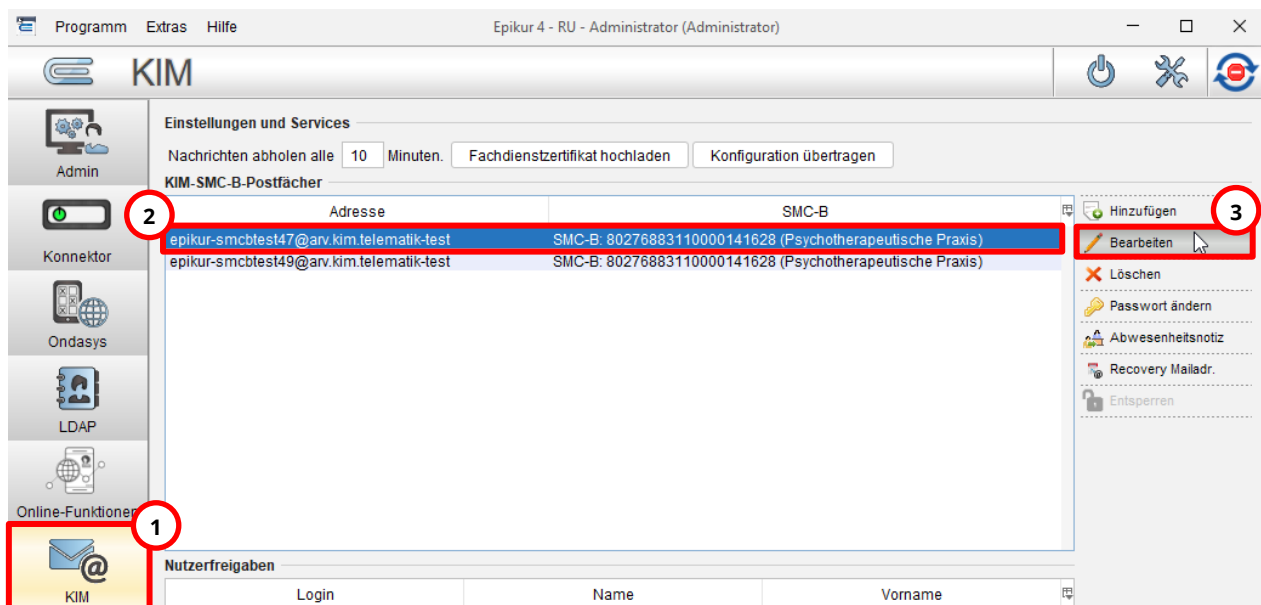 Programm Extras Hilfe Epikur 4 - RU - Administrator (Administrator)
KIM
Admin
Konnektor
Ondasys
LDAP
Online-Funktionen
KIM
Einstellungen und Services
Nachrichten abholen alle 10 Minuten. Fachdienstzertifikat hochladen Konfiguration übertragen
KIM-SMC-B-Postfächer
Adresse SMC-B
epikur-smcbtest47@arv.kim.telematik-test SMC-B: 80276883110000141628 (Psychotherapeutische Praxis)
epikur-smcbtest49@arv.kim.telematik-test SMC-B: 80276883110000141628 (Psychotherapeutische Praxis)
Hinzufügen
Bearbeiten
Löschen
Passwort ändern
Abwesenheitsnotiz
Recovery Mailadr.
Entsperren
Nutzerfreigaben
Login Name Vorname
1
2
3